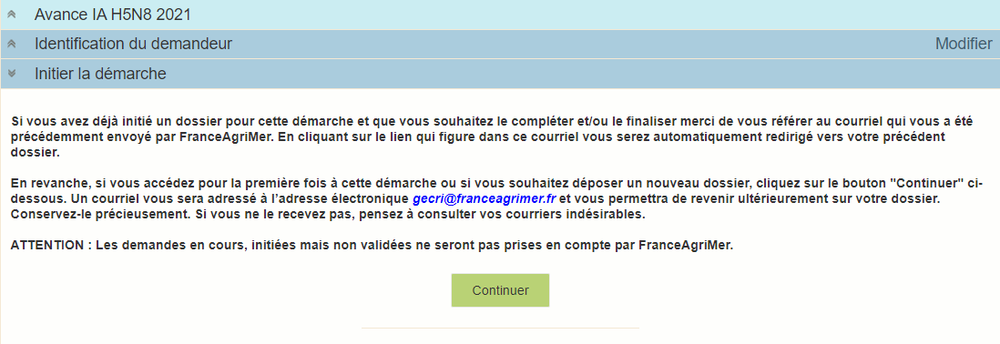 Avance IA H5N8 2021
Identification du demandeur Modifier
Initier la démarche
Si vous avez déjà initié un dossier pour cette démarche et que vous souhaitez le compléter et/ou le finaliser merci de vous référer au courriel qui vous a été
précédemment envoyé par FranceAgriMer. En cliquant sur le lien qui figure dans ce courriel vous serez automatiquement redirigé vers votre précédent
dossier.
En revanche, si vous accédez pour la première fois à cette démarche ou si vous souhaitez déposer un nouveau dossier, cliquez sur le bouton "Continuer" ci-
dessous. Un courriel vous sera adressé à l'adresse électronique gecri@franceagrimer.fr et vous permettra de revenir ultérieurement sur votre dossier.
Conservez-le précieusement. Si vous ne le recevez pas, pensez à consulter vos courriers indésirables.
ATTENTION : Les demandes en cours, initiées mais non validées ne seront pas prises en compte par FranceAgriMer.
Continuer